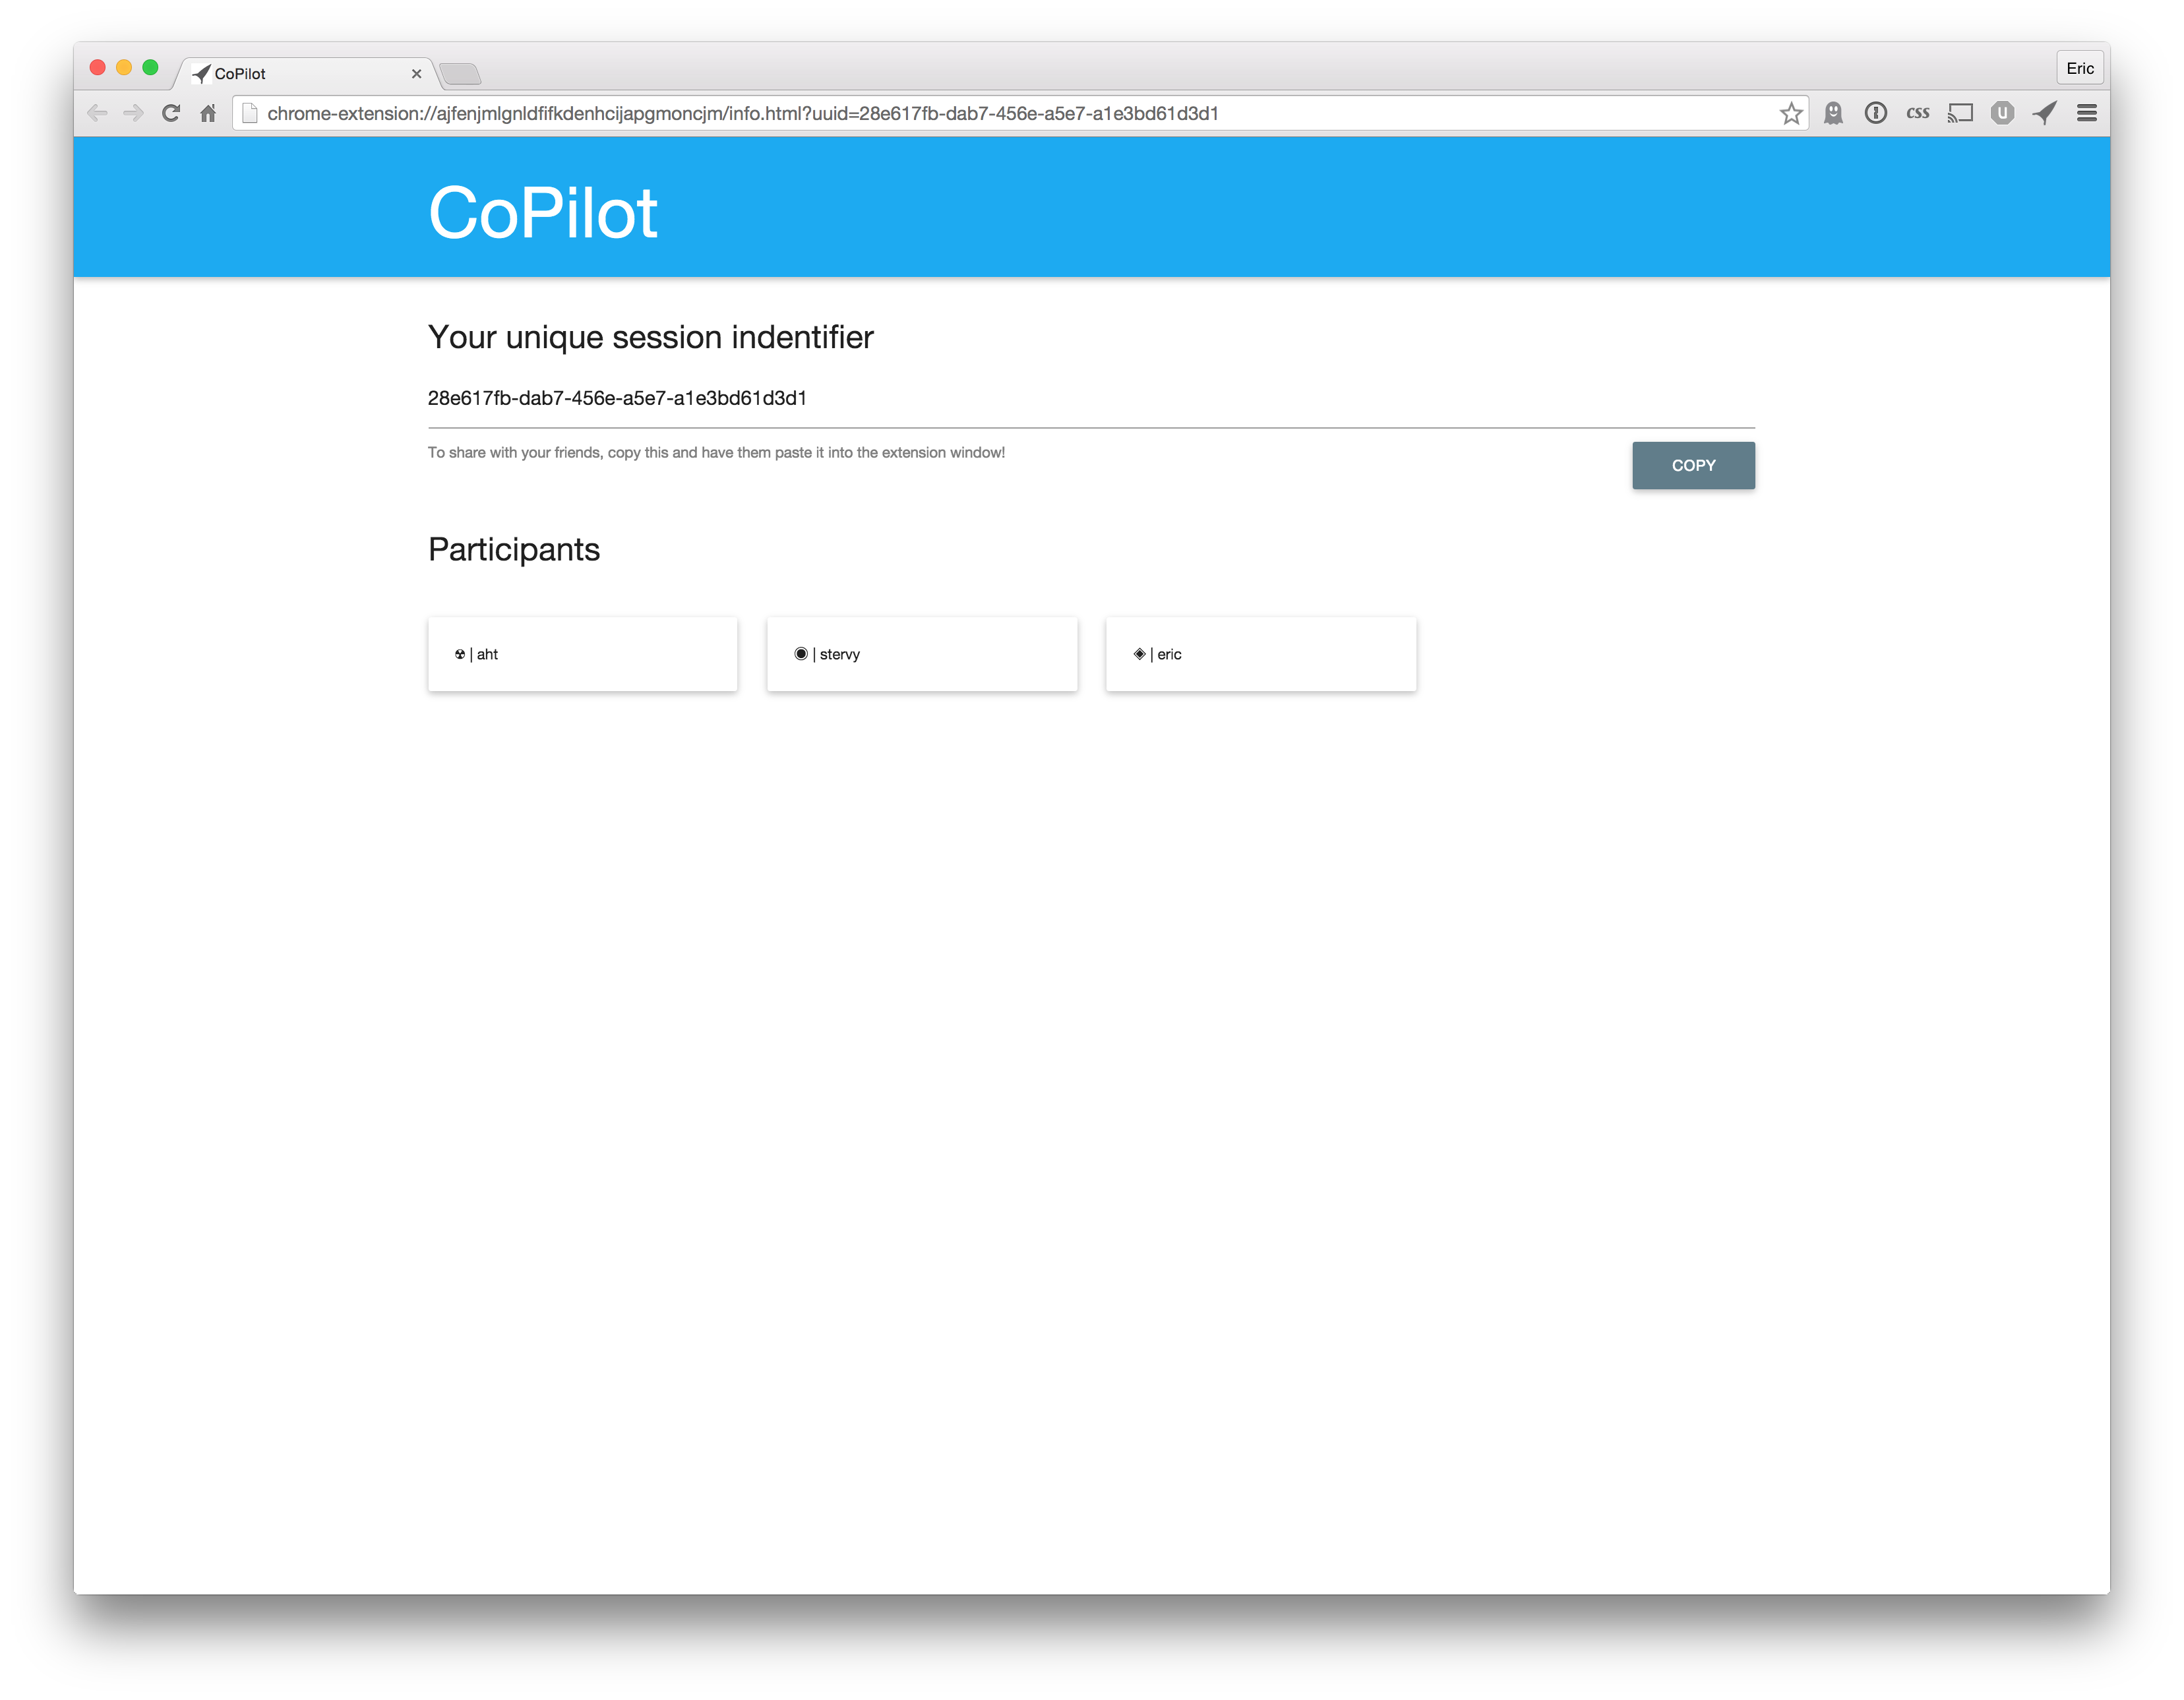 CoPilot
Eric
chrome-extension://ajfenjmlgnldfifkdenhcijapgmoncjm/info.html?uuid=28e617fb-dab7-456e-a5e7-a1e3bd61d3d1
css
U
CoPilot
Your unique session indentifier
28e617fb-dab7-456e-a5e7-a1e3bd61d3d1
To share with your friends, copy this and have them paste it into the extension window!
COPY
Participants
☢ | aht
◉ | stervy
◈ | eric